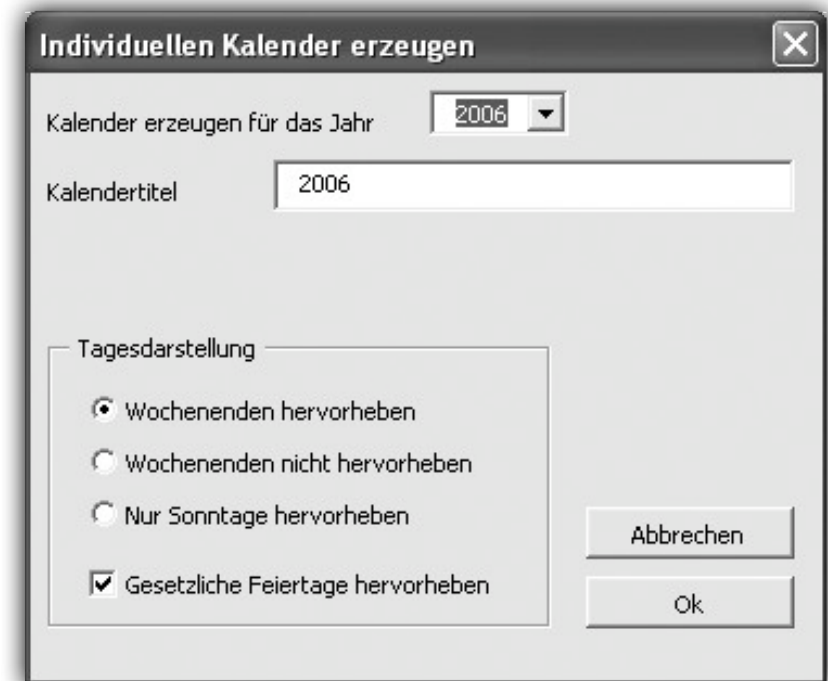 Individuellen Kalender erzeugen
Kalender erzeugen für das Jahr 2006
Kalendertitel 2006
Tagesdarstellung
Wochenenden hervorheben
Wochenenden nicht hervorheben
Nur Sonntage hervorheben
Gesetzliche Feiertage hervorheben
Abbrechen
Ok